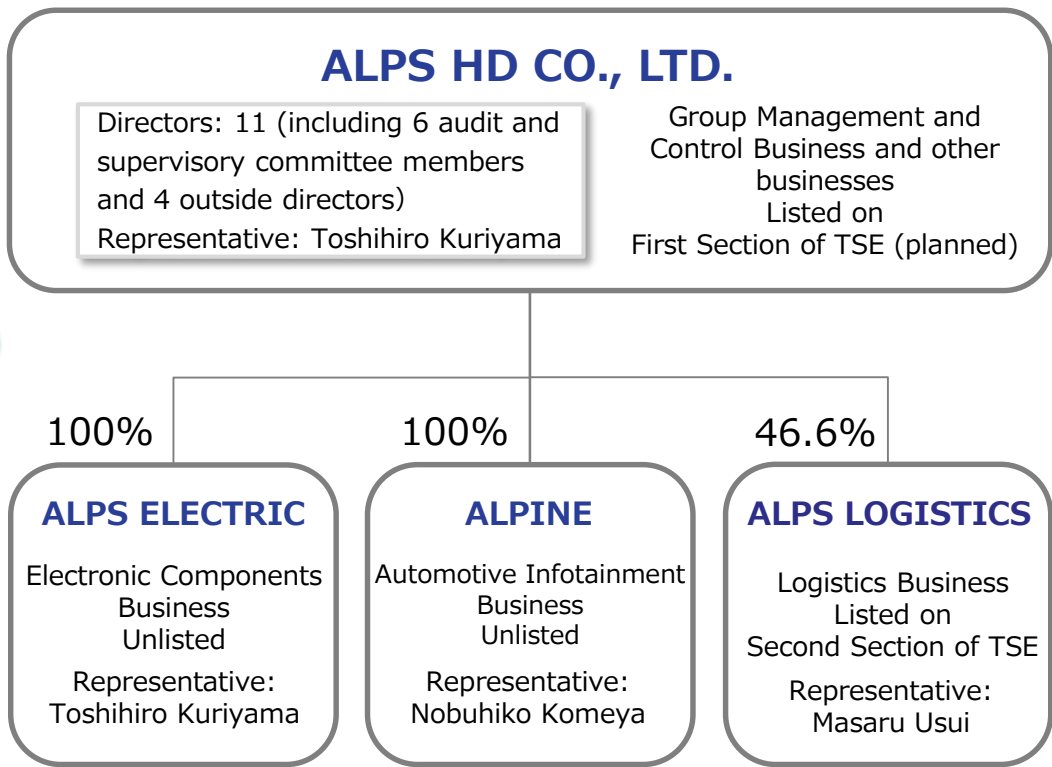 ALPS HD CO., LTD.
Directors: 11 (including 6 audit and
supervisory committee members
and 4 outside directors)
Representative: Toshihiro Kuriyama
Group Management and
Control Business and other
businesses
Listed on
First Section of TSE (planned)
100%
100%
46.6%
ALPS ELECTRIC
Electronic Components
Business
Unlisted
Representative:
Toshihiro Kuriyama
ALPINE
Automotive Infotainment
Business
Unlisted
Representative:
Nobuhiko Komeya
ALPS LOGISTICS
Logistics Business
Listed on
Second Section of TSE
Representative:
Masaru Usui